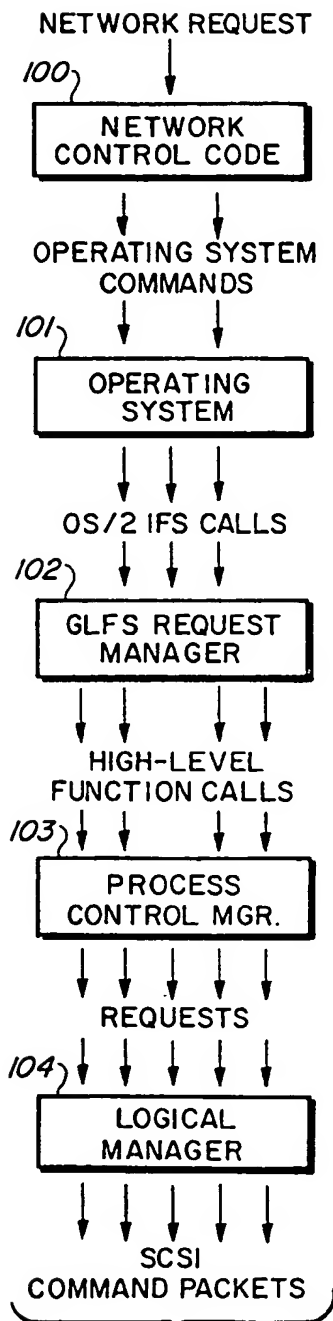 NETWORK REQUEST
100
NETWORK
CONTROL CODE
OPERATING SYSTEM
COMMANDS
101
OPERATING
SYSTEM
OS/2 IFS CALLS
102
GLFS REQUEST
MANAGER
HIGH-LEVEL
FUNCTION CALLS
103
PROCESS
CONTROL MGR.
REQUESTS
104
LOGICAL
MANAGER
SCSI
COMMAND PACKETS